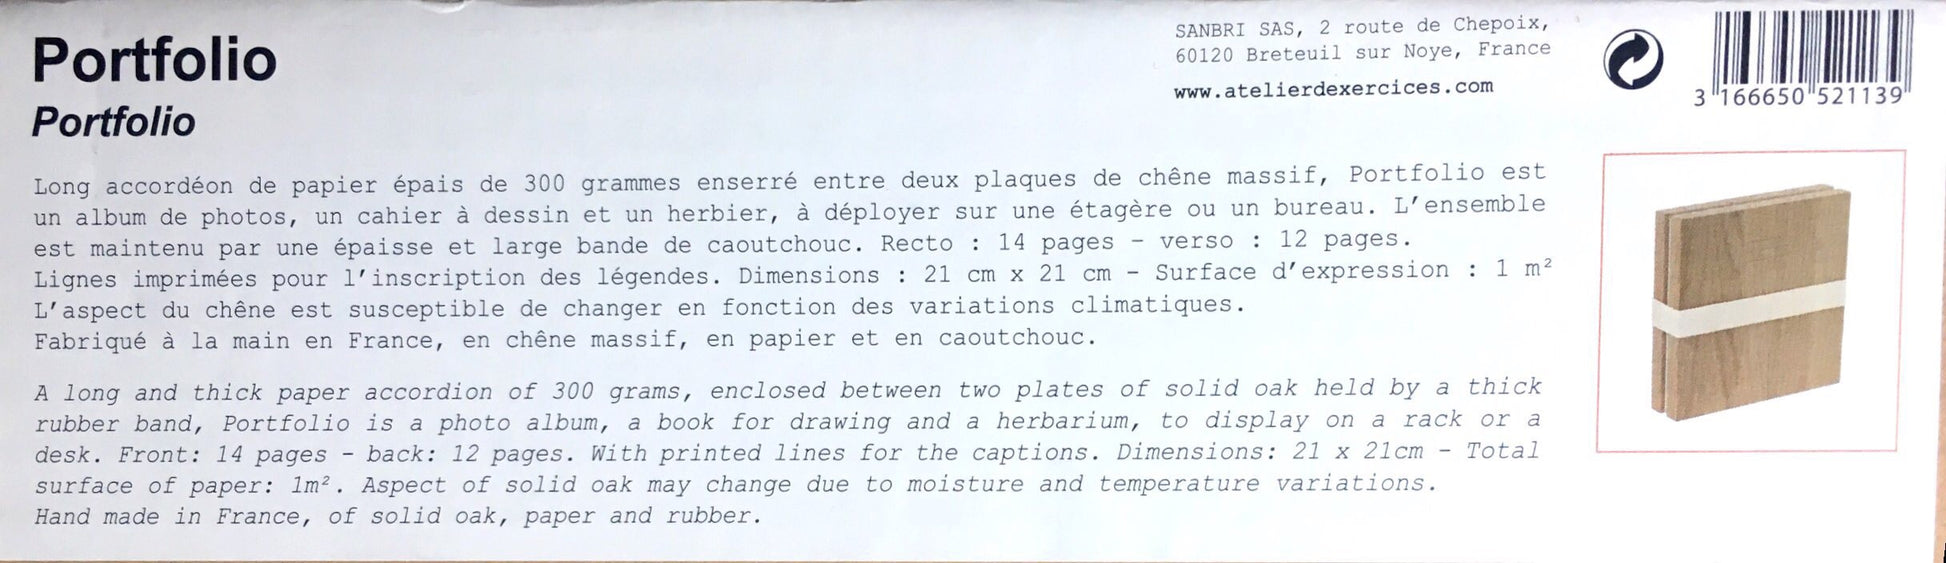 Portfolio
Portfolio
SANBRI SAS, 2 route de Chepoix,
60120 Breteuil sur Noye, France
www.atelierdexercices.com
3 166650 521139
Long accordéon de papier épais de 300 grammes enserré entre deux plaques de chêne massif, Portfolio est
un album de photos, un cahier à dessin et un herbier, à déployer sur une étagère ou un bureau. L'ensemble
est maintenu par une épaisse et large bande de caoutchouc. Recto : 14 pages - verso : 12 pages.
Lignes imprimées pour l'inscription des légendes. Dimensions : 21 cm x 21 cm - Surface d'expression : 1 m²
L'aspect du chêne est susceptible de changer en fonction des variations climatiques.
Fabriqué à la main en France, en chêne massif, en papier et en caoutchouc.
A long and thick paper accordion of 300 grams, enclosed between two plates of solid oak held by a thick
rubber band, Portfolio is a photo album, a book for drawing and a herbarium, to display on a rack or a
desk. Front: 14 pages - back: 12 pages. With printed lines for the captions. Dimensions: 21 x 21cm - Total
surface of paper: 1m². Aspect of solid oak may change due to moisture and temperature variations.
Hand made in France, of solid oak, paper and rubber.